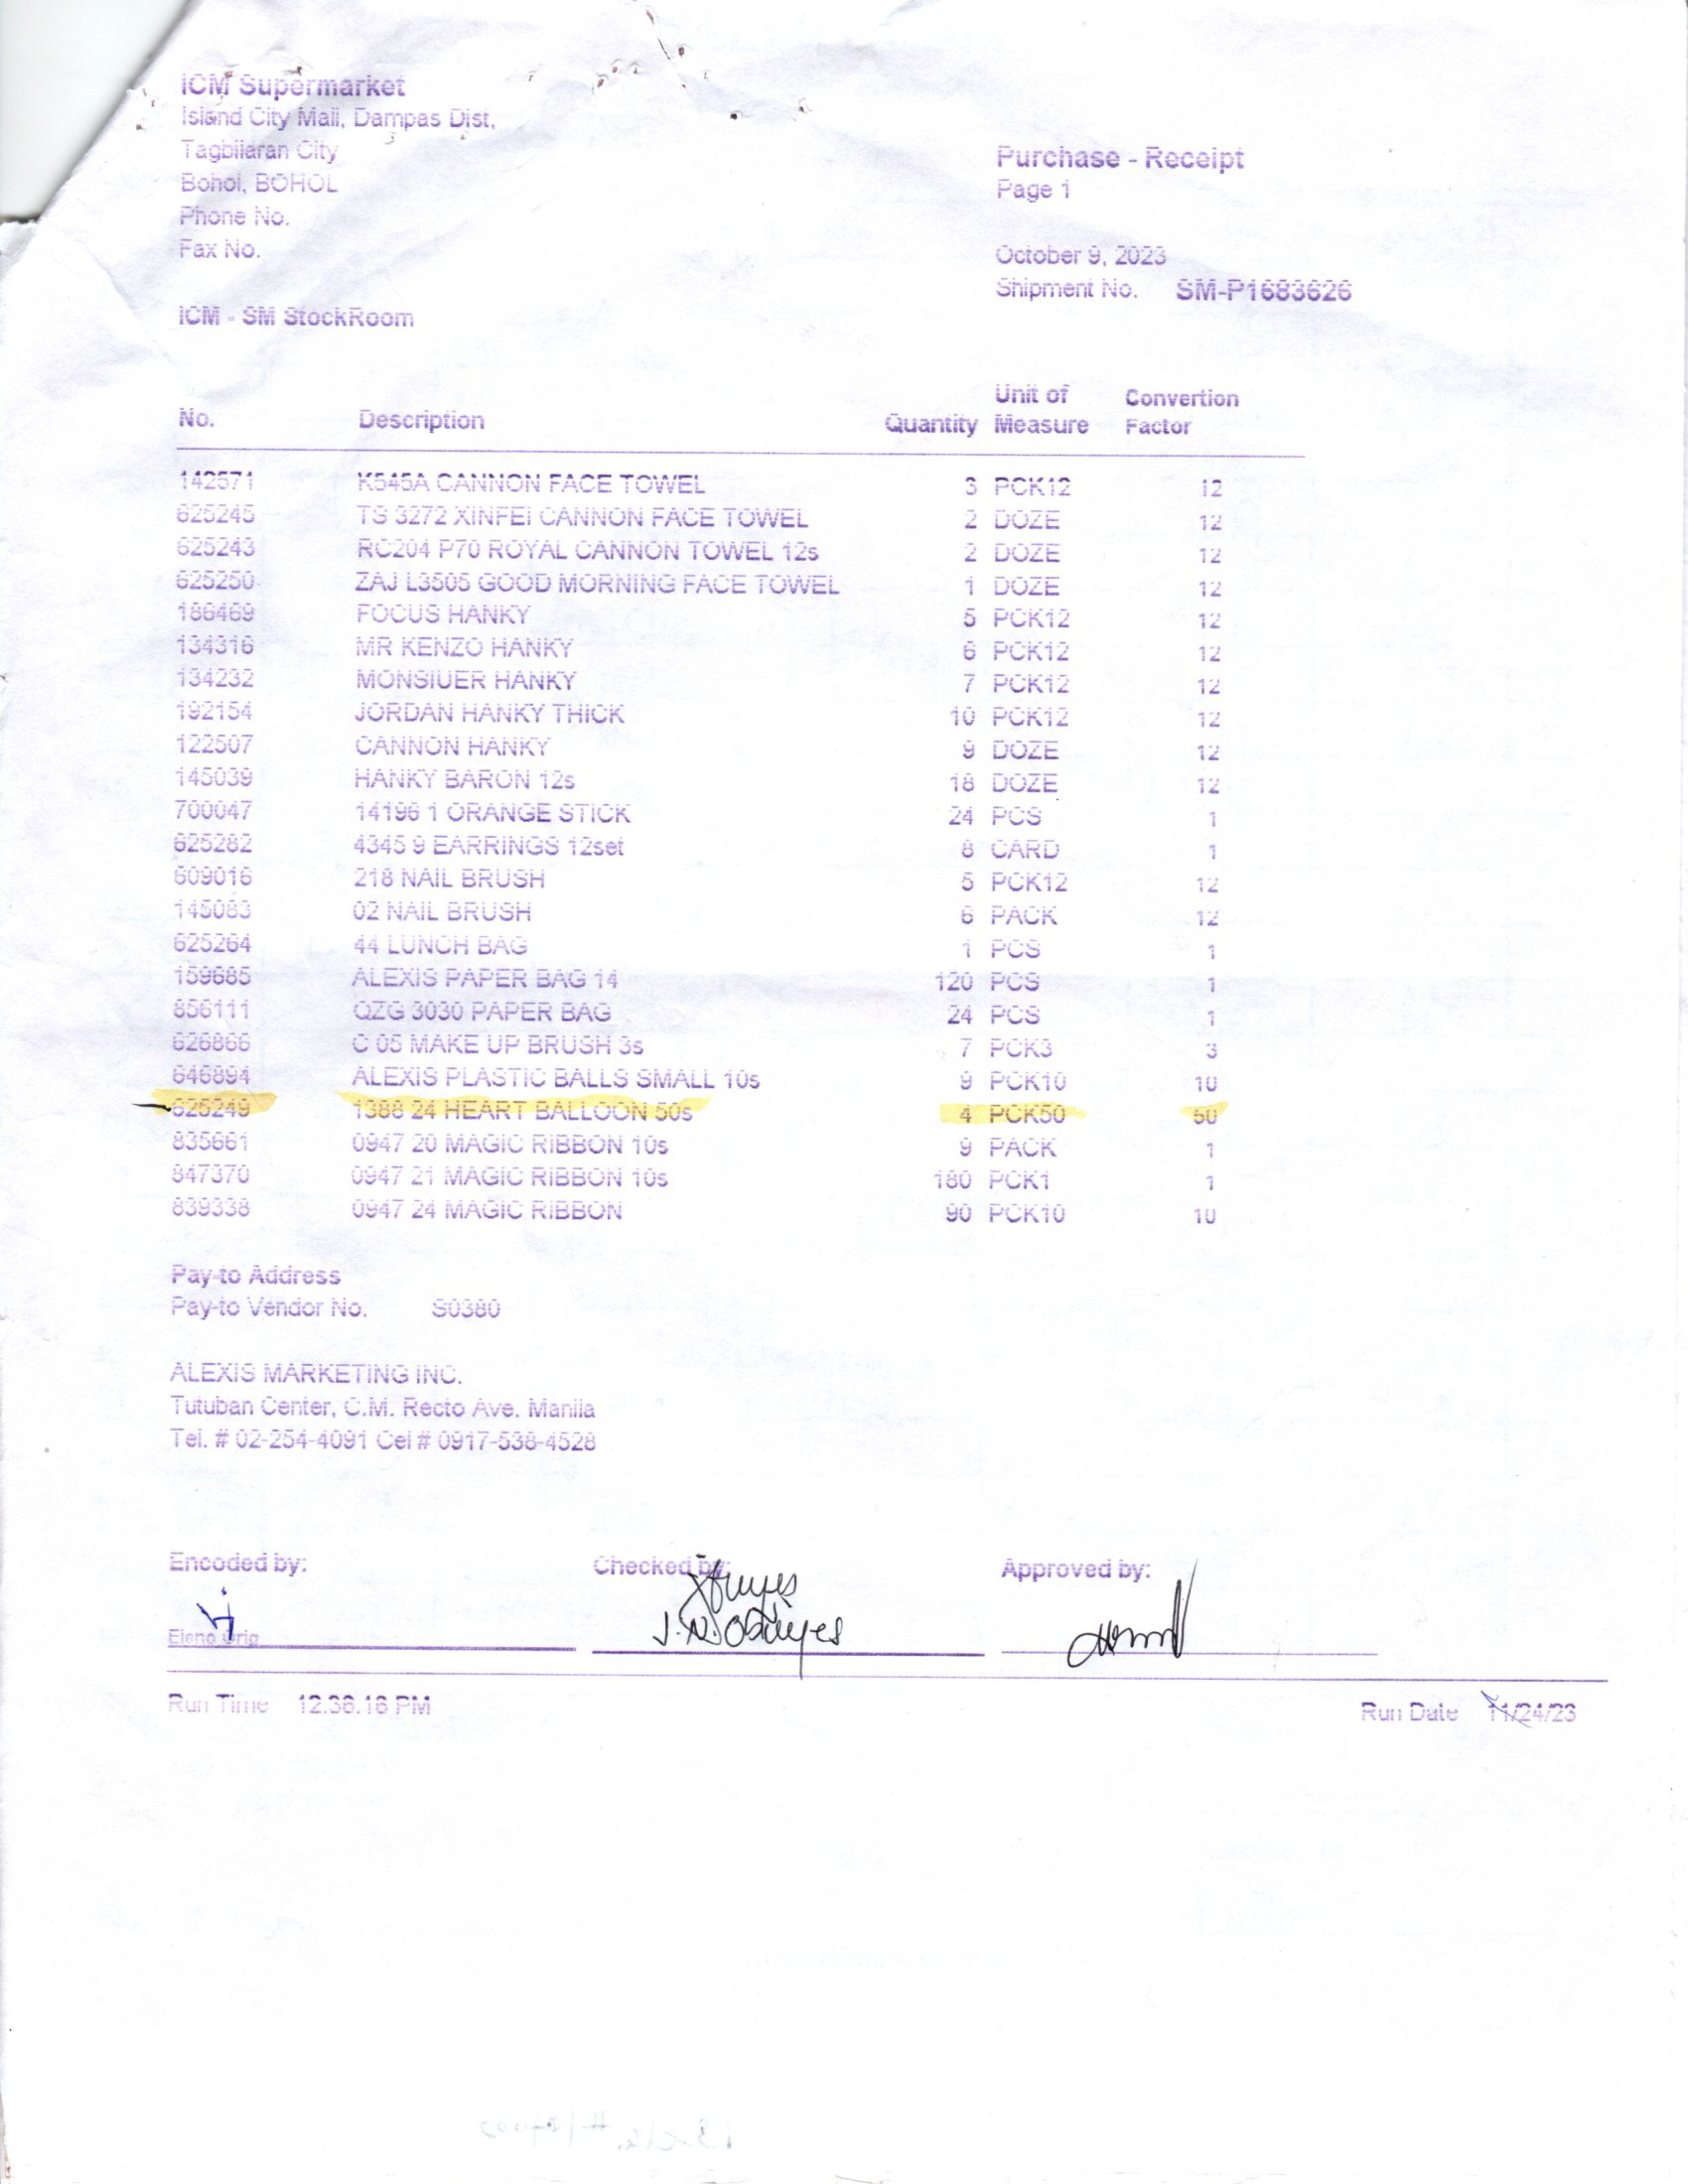 ICM Supermarket
Island City Mall, Dampas Dist,
Tagbilaran City
Bohol, BOHOL
Phone No.
Fax No.
Purchase - Receipt
Page 1
October 9, 2023
Shipment No. SM-P1683626
ICM - SM StockRoom
No. Description Quantity Unit of Measure Convertion Factor
142571 K545A CANNON FACE TOWEL 3 PCK12 12
625245 TS 3272 XINFEI CANNON FACE TOWEL 2 DOZE 12
625243 RC204 P70 ROYAL CANNON TOWEL 12s 2 DOZE 12
625250 ZAJ L3505 GOOD MORNING FACE TOWEL 1 DOZE 12
186469 FOCUS HANKY 5 PCK12 12
134316 MR KENZO HANKY 6 PCK12 12
134232 MONSIUER HANKY 7 PCK12 12
192154 JORDAN HANKY THICK 10 PCK12 12
122507 CANNON HANKY 9 DOZE 12
145039 HANKY BARON 12s 18 DOZE 12
700047 14196 1 ORANGE STICK 24 PCS 1
625282 4345 9 EARRINGS 12set 8 CARD 1
609016 218 NAIL BRUSH 5 PCK12 12
145083 02 NAIL BRUSH 6 PACK 12
625264 44 LUNCH BAG 1 PCS 1
159685 ALEXIS PAPER BAG 14 120 PCS 1
856111 QZG 3030 PAPER BAG 24 PCS 1
626866 C 05 MAKE UP BRUSH 3s 7 PCK3 3
646894 ALEXIS PLASTIC BALLS SMALL 10s 9 PCK10 10
625249 1388 24 HEART BALLOON 50s 4 PCK50 50
835661 0947 20 MAGIC RIBBON 10s 9 PACK 1
847370 0947 21 MAGIC RIBBON 10s 180 PCK1 1
839338 0947 24 MAGIC RIBBON 90 PCK10 10
Pay-to Address
Pay-to Vendor No. S0380
ALEXIS MARKETING INC.
Tutuban Center, C.M. Recto Ave. Manila
Tel. # 02-254-4091 Cel # 0917-538-4528
Encoded by: Checked by: Approved by:
Run Time 12.36.16 PM Run Date 11/24/23